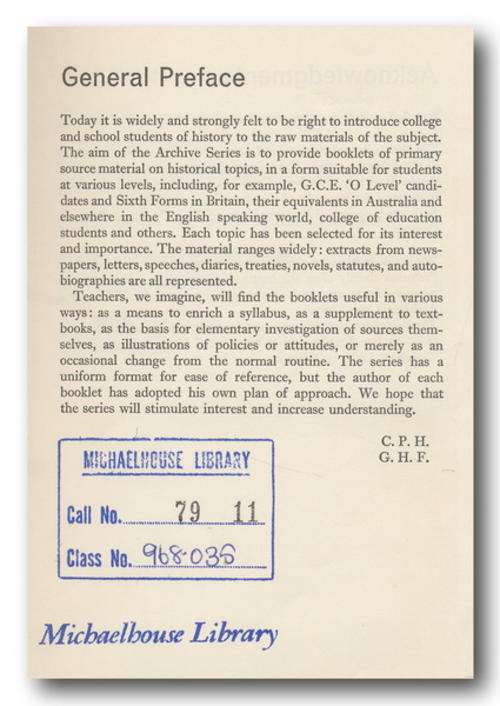 General Preface
Today it is widely and strongly felt to be right to introduce college
and school students of history to the raw materials of the subject.
The aim of the Archive Series is to provide booklets of primary
source material on historical topics, in a form suitable for students
at various levels, including, for example, G.C.E. ‘O Level’ candi-
dates and Sixth Forms in Britain, their equivalents in Australia and
elsewhere in the English speaking world, college of education
students and others. Each topic has been selected for its interest
and importance. The material ranges widely: extracts from news-
papers, letters, speeches, diaries, treaties, novels, statutes, and auto-
biographies are all represented.
Teachers, we imagine, will find the booklets useful in various
ways: as a means to enrich a syllabus, as a supplement to text-
books, as the basis for elementary investigation of sources them-
selves, as illustrations of policies or attitudes, or merely as an
occasional change from the normal routine. The series has a
uniform format for ease of reference, but the author of each
booklet has adopted his own plan of approach. We hope that
the series will stimulate interest and increase understanding.
C. P. H.
G. H. F.
MICHAELHOUSE LIBRARY
Call No. 79 11
Class No. 968·036
Michaelhouse Library